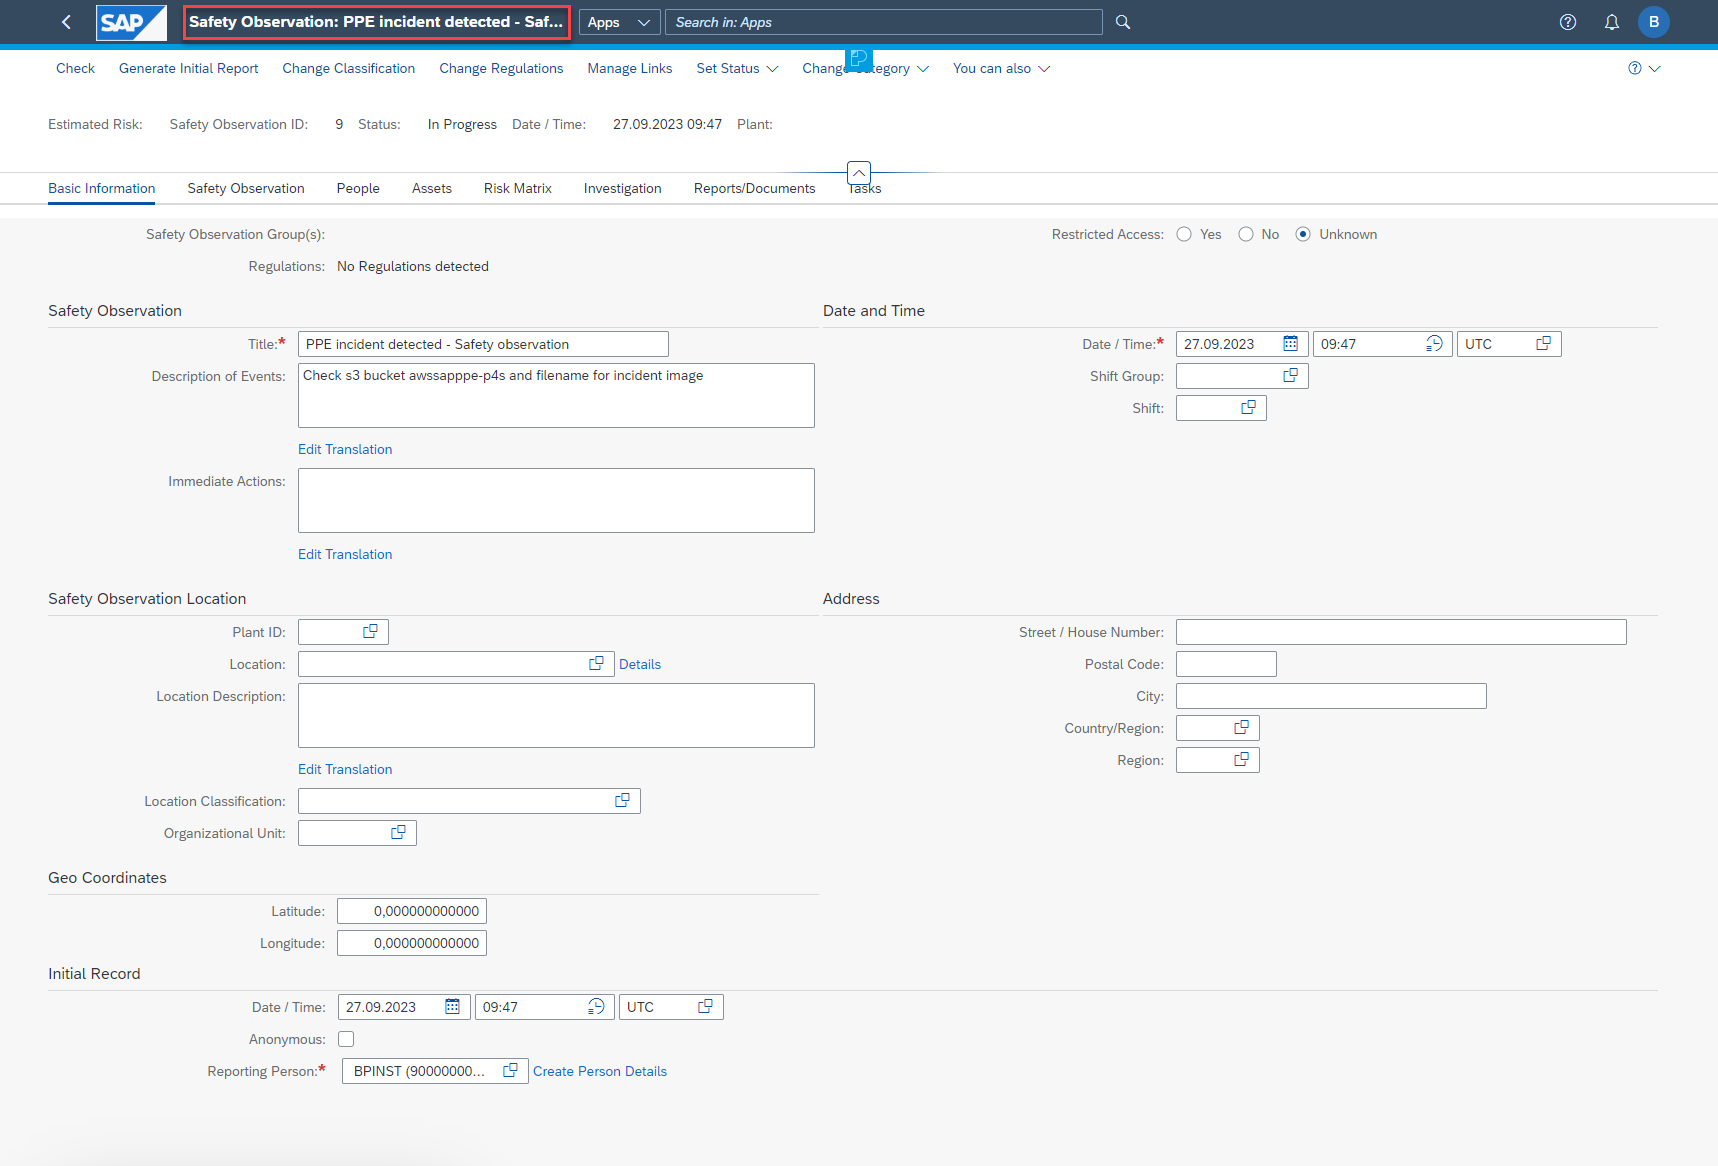 SAP Safety Observation: PPE incident detected - Saf... Apps Search in: Apps B
Check Generate Initial Report Change Classification Change Regulations Manage Links Set Status You can also
Estimated Risk: Safety Observation ID: 9 Status: In Progress Date / Time: 27.09.2023 09:47 Plant:
Basic Information Safety Observation People Assets Risk Matrix Investigation Reports/Documents Tasks
Safety Observation Group(s): Restricted Access: Yes No Unknown
Regulations: No Regulations detected
Safety Observation Date and Time
Title:* PPE incident detected - Safety observation Date / Time:* 27.09.2023 09:47 UTC
Description of Events: Check s3 bucket awssapppe-p4s and filename for incident image Shift Group:
Shift:
Edit Translation
Immediate Actions:
Edit Translation
Safety Observation Location Address
Plant ID: Street / House Number:
Location: Details Postal Code:
Location Description: City:
Country/Region:
Region:
Edit Translation
Location Classification:
Organizational Unit:
Geo Coordinates
Latitude: 0,000000000000
Longitude: 0,000000000000
Initial Record
Date / Time: 27.09.2023 09:47 UTC
Anonymous:
Reporting Person:* BPINST (90000000... Create Person Details